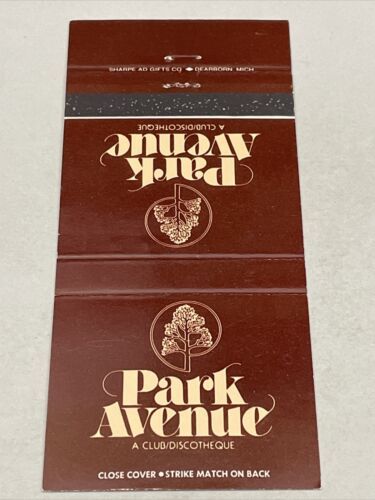 SHARPE AD GIFTS CO ◆ DEARBORN MICH
Park
Avenue
A CLUB/DISCOTHEQUE
Park
Avenue
A CLUB/DISCOTHEQUE
CLOSE COVER • STRIKE MATCH ON BACK